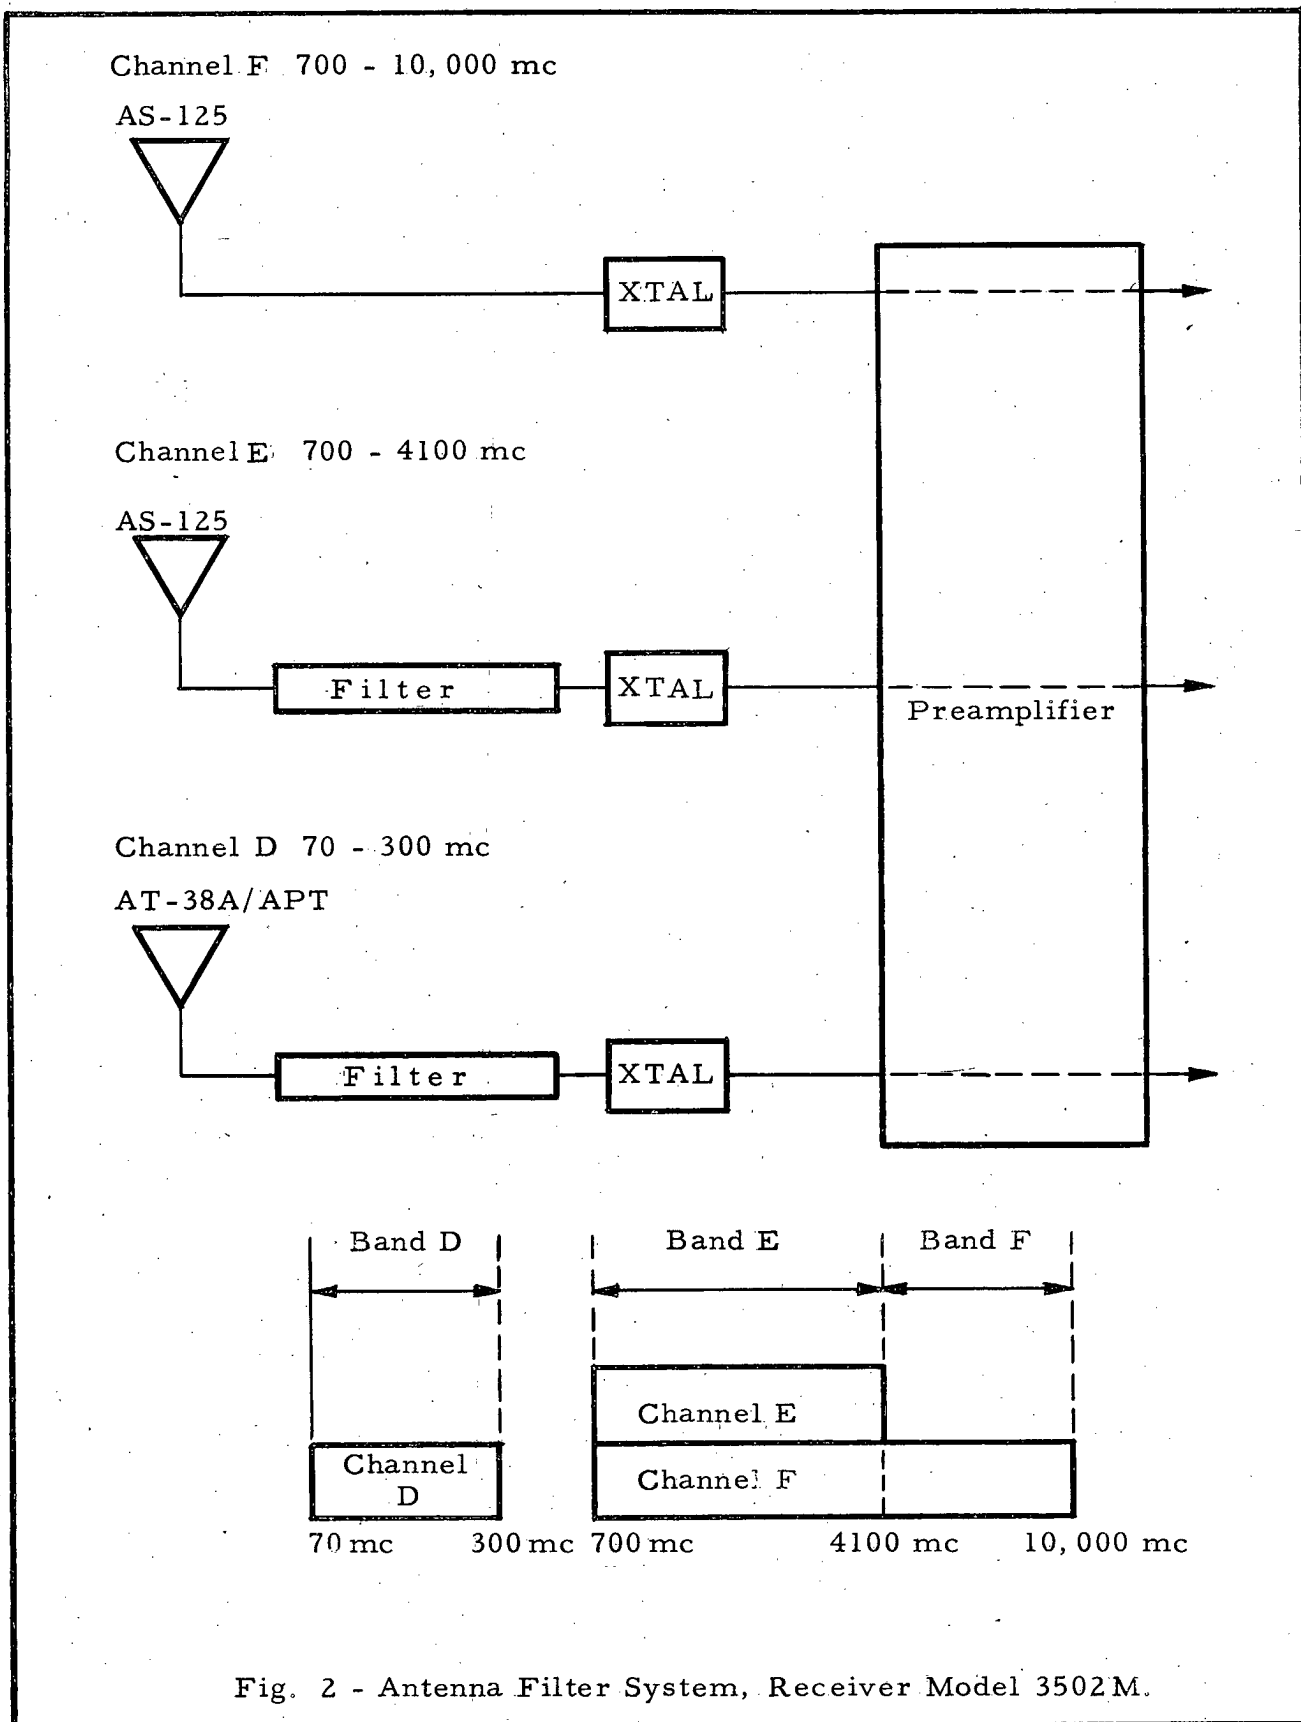 Channel F 700 - 10,000 mc
AS-125
XTAL
Channel E 700 - 4100 mc
AS-125
Filter
XTAL
Preamplifier
Channel D 70 - 300 mc
AT-38A/APT
Filter
XTAL
Band D
Band E
Band F
Channel E
Channel
D
Channel F
70 mc
300 mc
700 mc
4100 mc
10,000 mc
Fig. 2 - Antenna Filter System, Receiver Model 3502M.